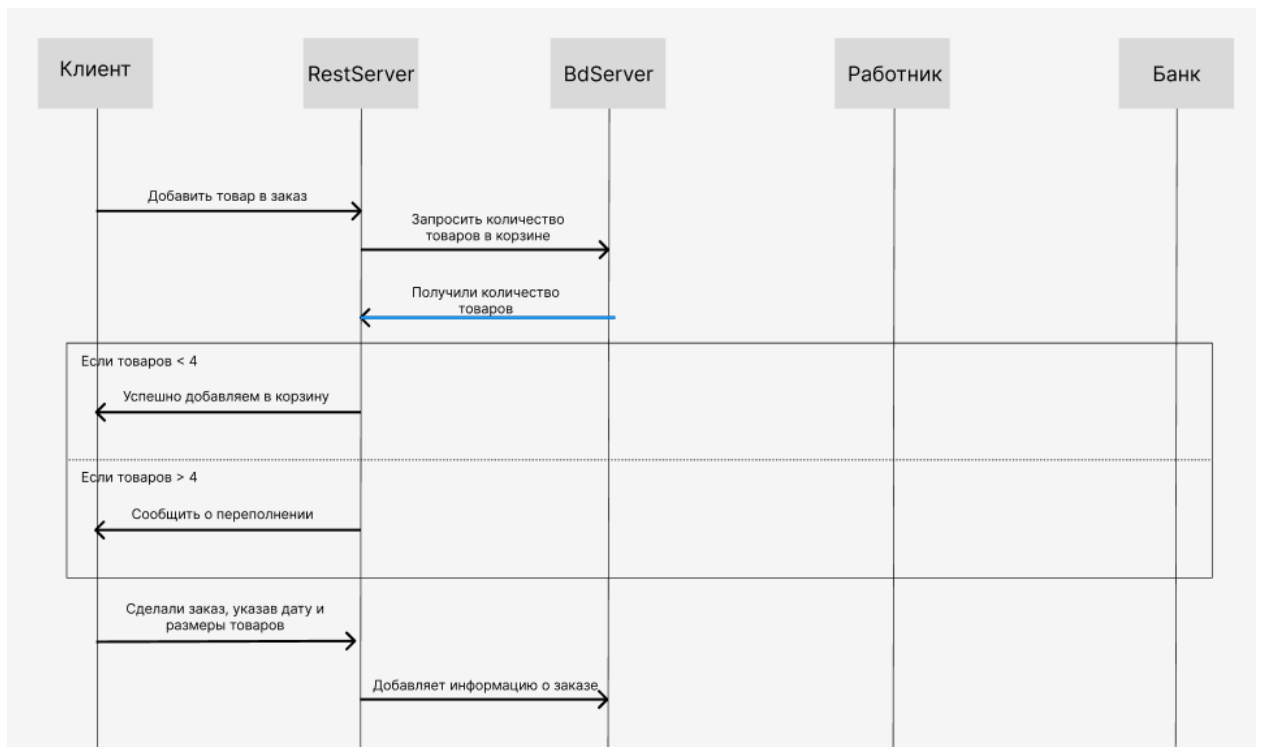 Клиент
RestServer
BdServer
Работник
Банк
Добавить товар в заказ
Запросить количество
товаров в корзине
Получили количество
товаров
Если товаров < 4
Успешно добавляем в корзину
Если товаров > 4
Сообщить о переполнении
Сделали заказ, указав дату и
размеры товаров
Добавляет информацию о заказе